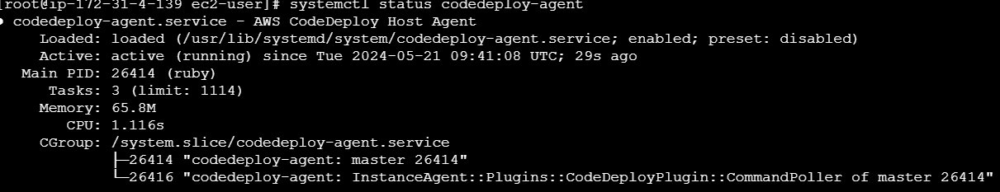 [root@ip-172-31-4-139 ec2-user]# systemctl status codedeploy-agent
● codedeploy-agent.service - AWS CodeDeploy Host Agent
     Loaded: loaded (/usr/lib/systemd/system/codedeploy-agent.service; enabled; preset: disabled)
     Active: active (running) since Tue 2024-05-21 09:41:08 UTC; 29s ago
   Main PID: 26414 (ruby)
      Tasks: 3 (limit: 1114)
     Memory: 65.8M
        CPU: 1.116s
     CGroup: /system.slice/codedeploy-agent.service
             ├─26414 "codedeploy-agent: master 26414"
             └─26416 "codedeploy-agent: InstanceAgent::Plugins::CodeDeployPlugin::CommandPoller of master 26414"